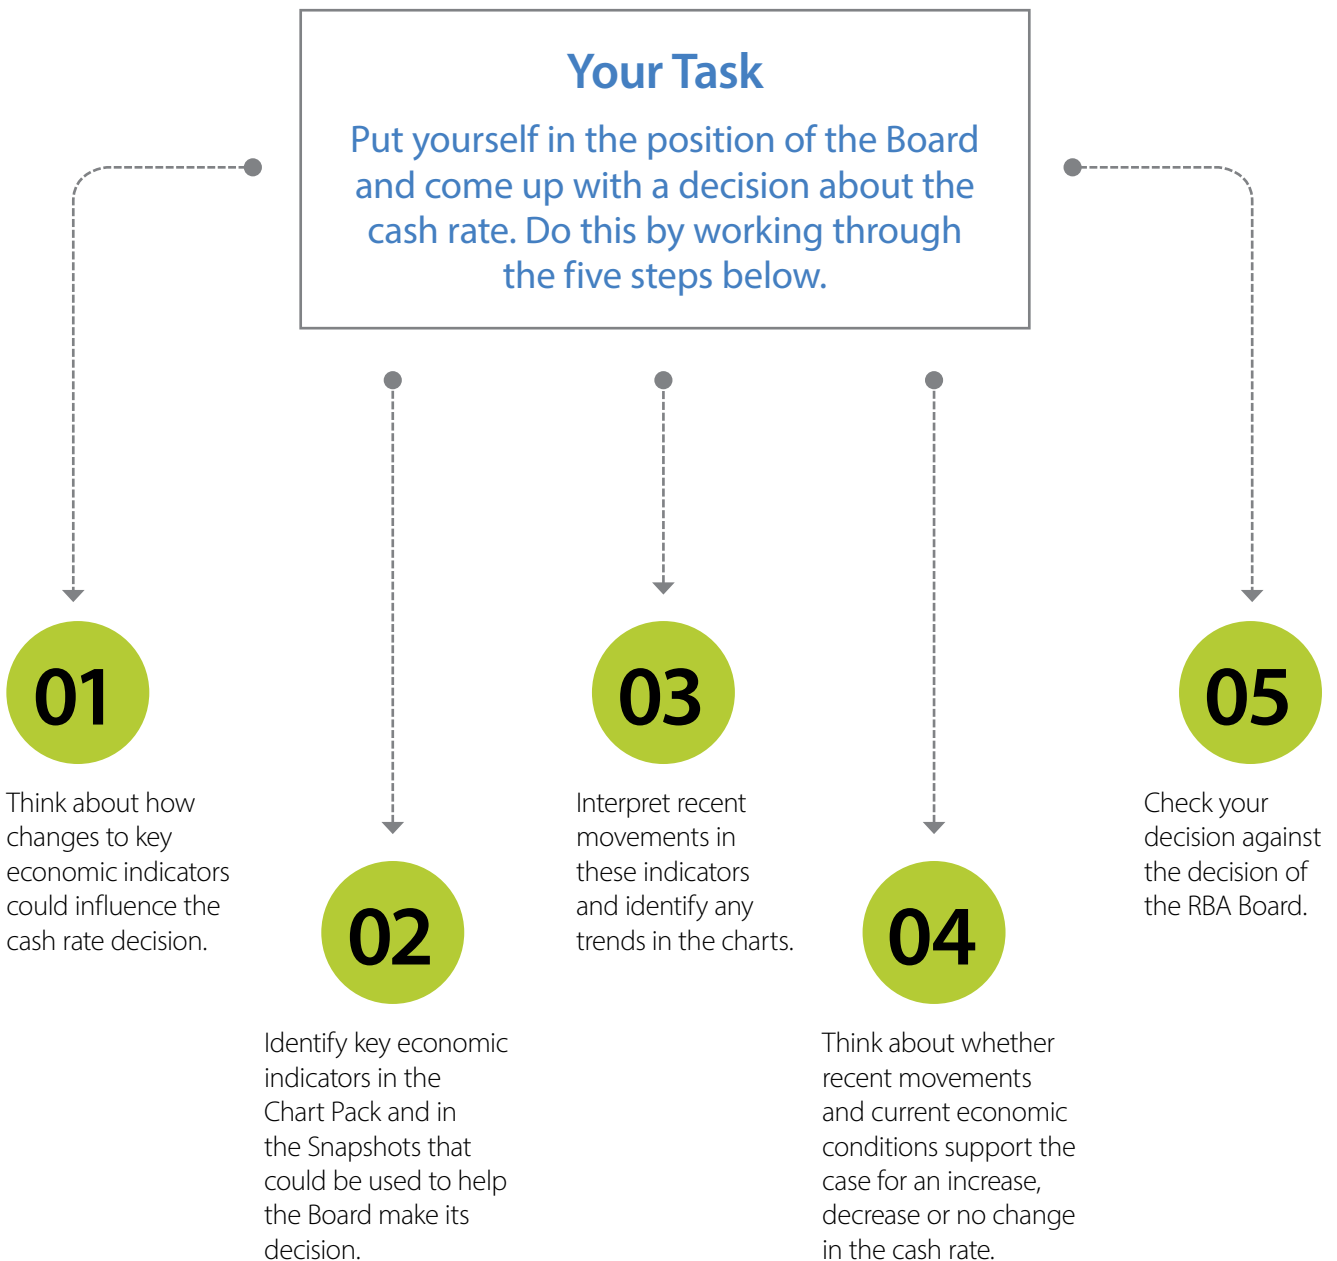 Your Task
Put yourself in the position of the Board
and come up with a decision about the
cash rate. Do this by working through
the five steps below.
01
Think about how
changes to key
economic indicators
could influence the
cash rate decision.
02
Identify key economic
indicators in the
Chart Pack and in
the Snapshots that
could be used to help
the Board make its
decision.
03
Interpret recent
movements in
these indicators
and identify any
trends in the charts.
04
Think about whether
recent movements
and current economic
conditions support the
case for an increase,
decrease or no change
in the cash rate.
05
Check your
decision against
the decision of
the RBA Board.